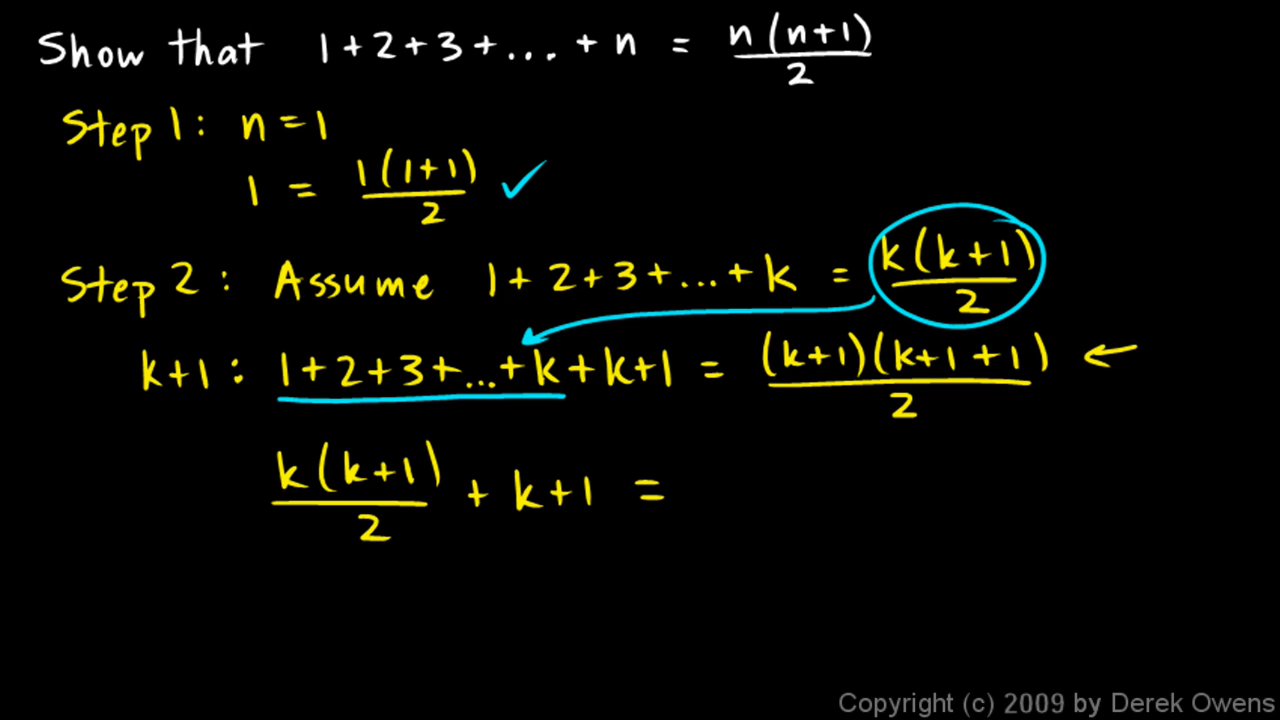 Show that 1+2+3+...+n = n(n+1)/2
Step 1: n=1
1 = 1(1+1)/2 ✓
Step 2: Assume 1+2+3+...+k = k(k+1)/2
k+1: 1+2+3+...+k+k+1 = (k+1)(k+1+1)/2 ←
k(k+1)/2 + k+1 =
Copyright (c) 2009 by Derek Owens